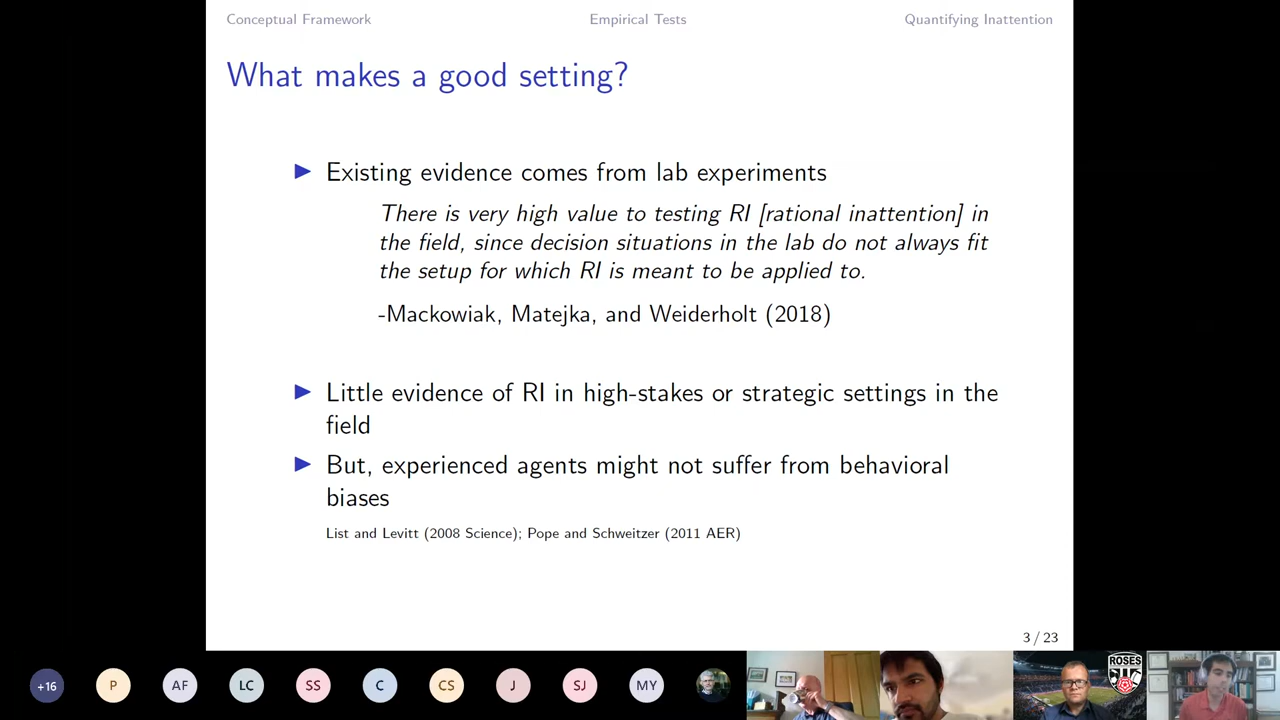 Conceptual Framework
Empirical Tests
Quantifying Inattention
What makes a good setting?
Existing evidence comes from lab experiments
There is very high value to testing RI [rational inattention] in
the field, since decision situations in the lab do not always fit
the setup for which RI is meant to be applied to.
-Mackowiak, Matejka, and Weiderholt (2018)
Little evidence of RI in high-stakes or strategic settings in the
field
But, experienced agents might not suffer from behavioral
biases
List and Levitt (2008 Science); Pope and Schweitzer (2011 AER)
3 / 23
+16
P
AF
LC
SS
C
CS
J
SJ
MY
ROSES